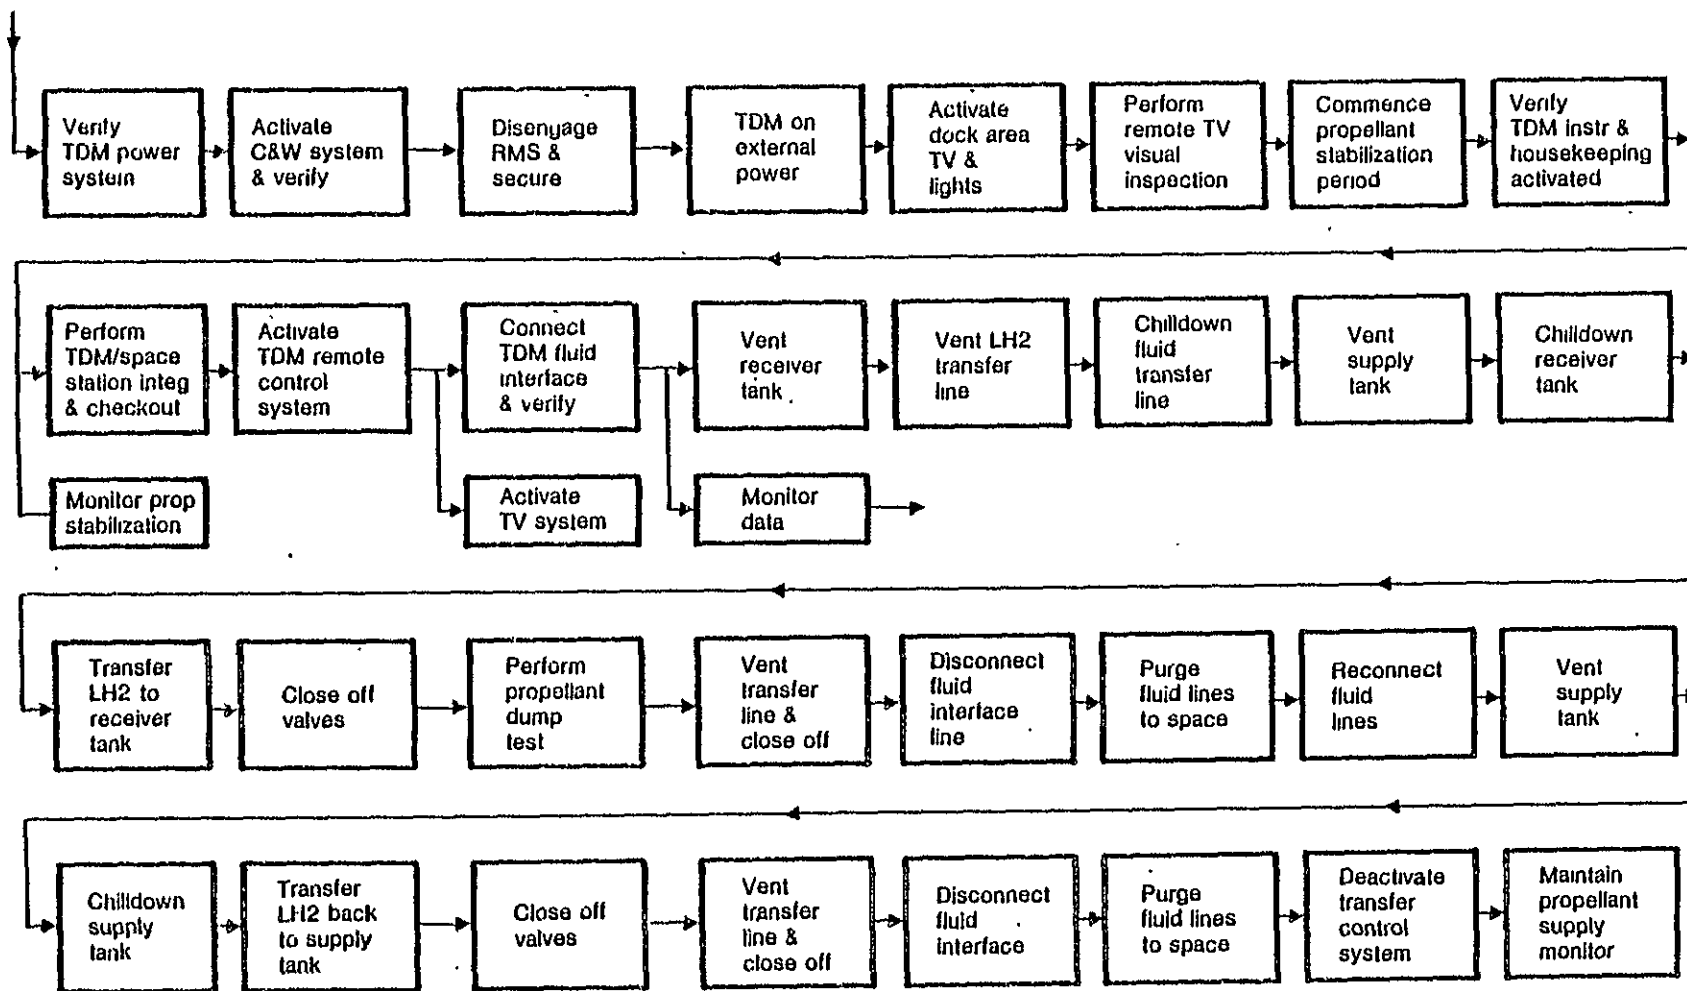 Verify
TDM power
system
Activate
C&W system
& verify
Disenyage
RMS &
secure
TDM on
external
power
Activate
dock area
TV &
lights
Perform
remote TV
visual
inspection
Commence
propellant
stabilization
period
Verify
TDM instr &
housekeeping
activated
Perform
TDM/space
station integ
& checkout
Activate
TDM remote
control
system
Connect
TDM fluid
interface
& verify
Vent
receiver
tank
Vent LH2
transfer
line
Chilldown
fluid
transfer
line
Vent
supply
tank
Chilldown
receiver
tank
Monitor prop
stabilization
Activate
TV system
Monitor
data
Transfer
LH2 to
receiver
tank
Close off
valves
Perform
propellant
dump
test
Vent
transfer
line &
close off
Disconnect
fluid
interface
line
Purge
fluid lines
to space
Reconnect
fluid
lines
Vent
supply
tank
Chilldown
supply
tank
Transfer
LH2 back
to supply
tank
Close off
valves
Vent
transfer
line &
close off
Disconnect
fluid
interface
Purge
fluid lines
to space
Deactivate
transfer
control
system
Maintain
propellant
supply
monitor